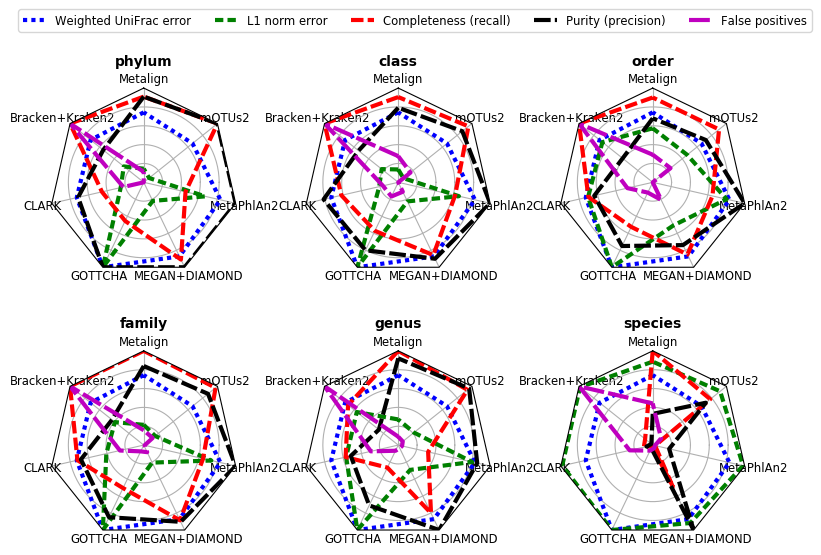 Weighted UniFrac error L1 norm error Completeness (recall) Purity (precision) False positives
phylum class order
Metalign Metalign Metalign
Bracken+Kraken2 mOTUs2 Bracken+Kraken2 mOTUs2 Bracken+Kraken2 mOTUs2
CLARK MetaPhlAn2 CLARK MetaPhlAn2 CLARK MetaPhlAn2
GOTTCHA MEGAN+DIAMOND GOTTCHA MEGAN+DIAMOND GOTTCHA MEGAN+DIAMOND
family genus species
Metalign Metalign Metalign
Bracken+Kraken2 mOTUs2 Bracken+Kraken2 mOTUs2 Bracken+Kraken2 mOTUs2
CLARK MetaPhlAn2 CLARK MetaPhlAn2 CLARK MetaPhlAn2
GOTTCHA MEGAN+DIAMOND GOTTCHA MEGAN+DIAMOND GOTTCHA MEGAN+DIAMOND